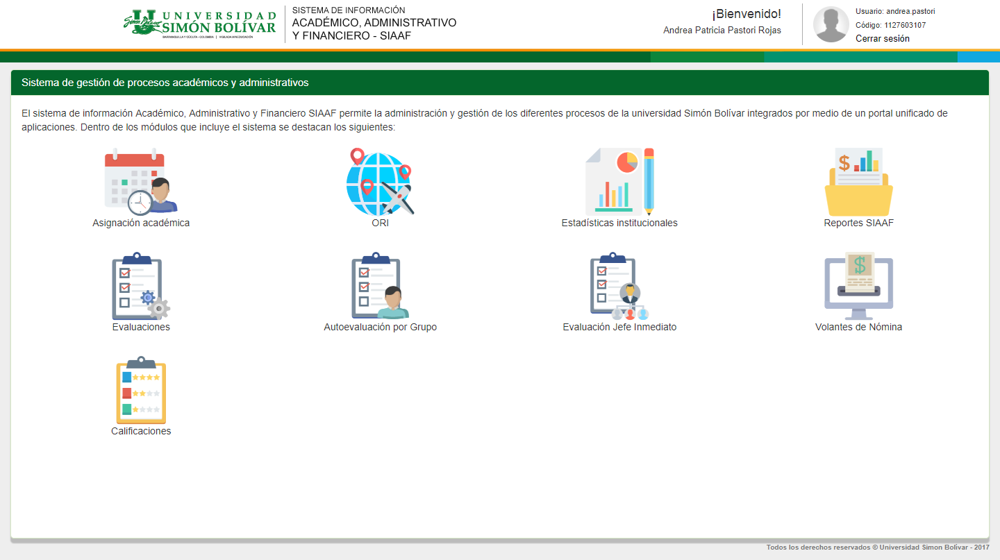 UNIVERSIDAD
SIMÓN BOLÍVAR
BARRANQUILLA Y CÚCUTA - COLOMBIA | VIGILADA MINEDUCACIÓN
SISTEMA DE INFORMACIÓN
ACADÉMICO, ADMINISTRATIVO
Y FINANCIERO - SIAAF
¡Bienvenido!
Andrea Patricia Pastori Rojas
Usuario: andrea.pastori
Código: 1127603107
Cerrar sesión
Sistema de gestión de procesos académicos y administrativos
El sistema de información Académico, Administrativo y Financiero SIAAF permite la administración y gestión de los diferentes procesos de la universidad Simón Bolívar integrados por medio de un portal unificado de
aplicaciones. Dentro de los módulos que incluye el sistema se destacan los siguientes:
Asignación académica
ORI
Estadísticas institucionales
Reportes SIAAF
Evaluaciones
Autoevaluación por Grupo
Evaluación Jefe Inmediato
Volantes de Nómina
Calificaciones
Todos los derechos reservados © Universidad Simon Bolívar - 2017